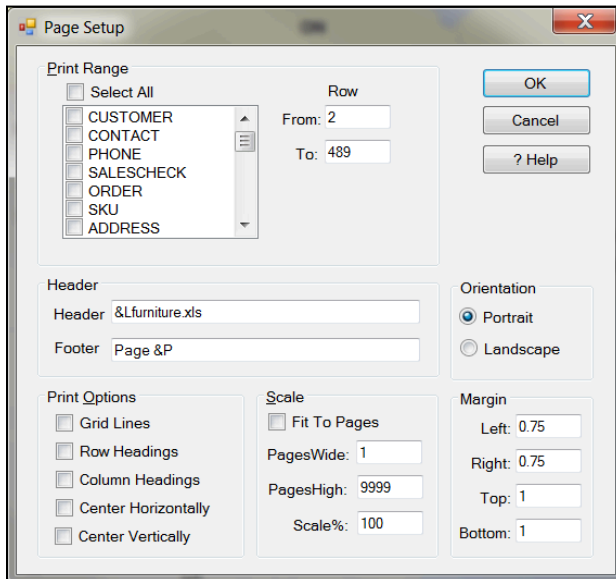 Page Setup
Print Range
Select All
Row
CUSTOMER
CONTACT
PHONE
SALESCHECK
ORDER
SKU
ADDRESS
From: 2
To: 489
OK
Cancel
? Help
Header
Header &Lfurniture.xls
Footer Page &P
Orientation
Portrait
Landscape
Print Options
Grid Lines
Row Headings
Column Headings
Center Horizontally
Center Vertically
Scale
Fit To Pages
PagesWide: 1
PagesHigh: 9999
Scale%: 100
Margin
Left: 0.75
Right: 0.75
Top: 1
Bottom: 1